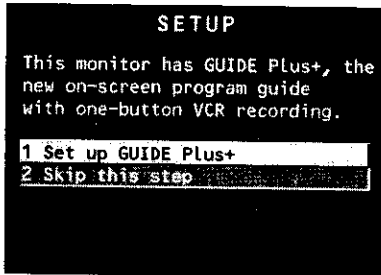 SETUP
This monitor has GUIDE Plus+, the
new on-screen program guide
with one-button VCR recording.
1 Set up GUIDE Plus+
2 Skip this step